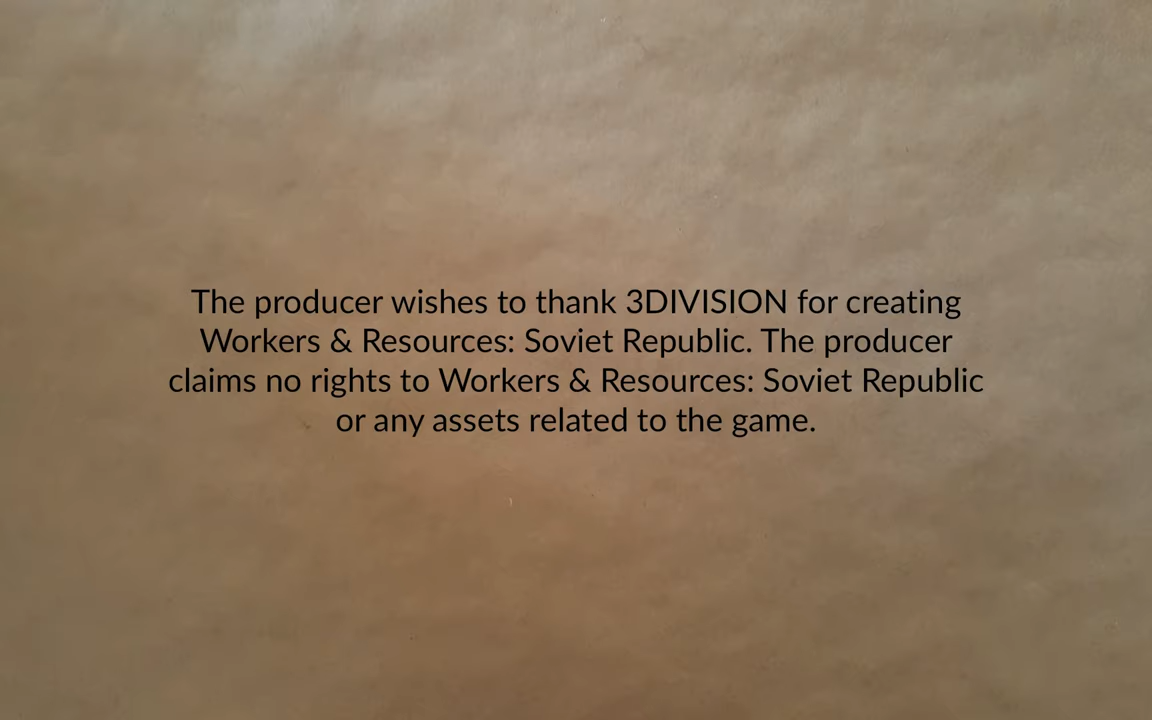 The producer wishes to thank 3DIVISION for creating
Workers & Resources: Soviet Republic. The producer
claims no rights to Workers & Resources: Soviet Republic
or any assets related to the game.